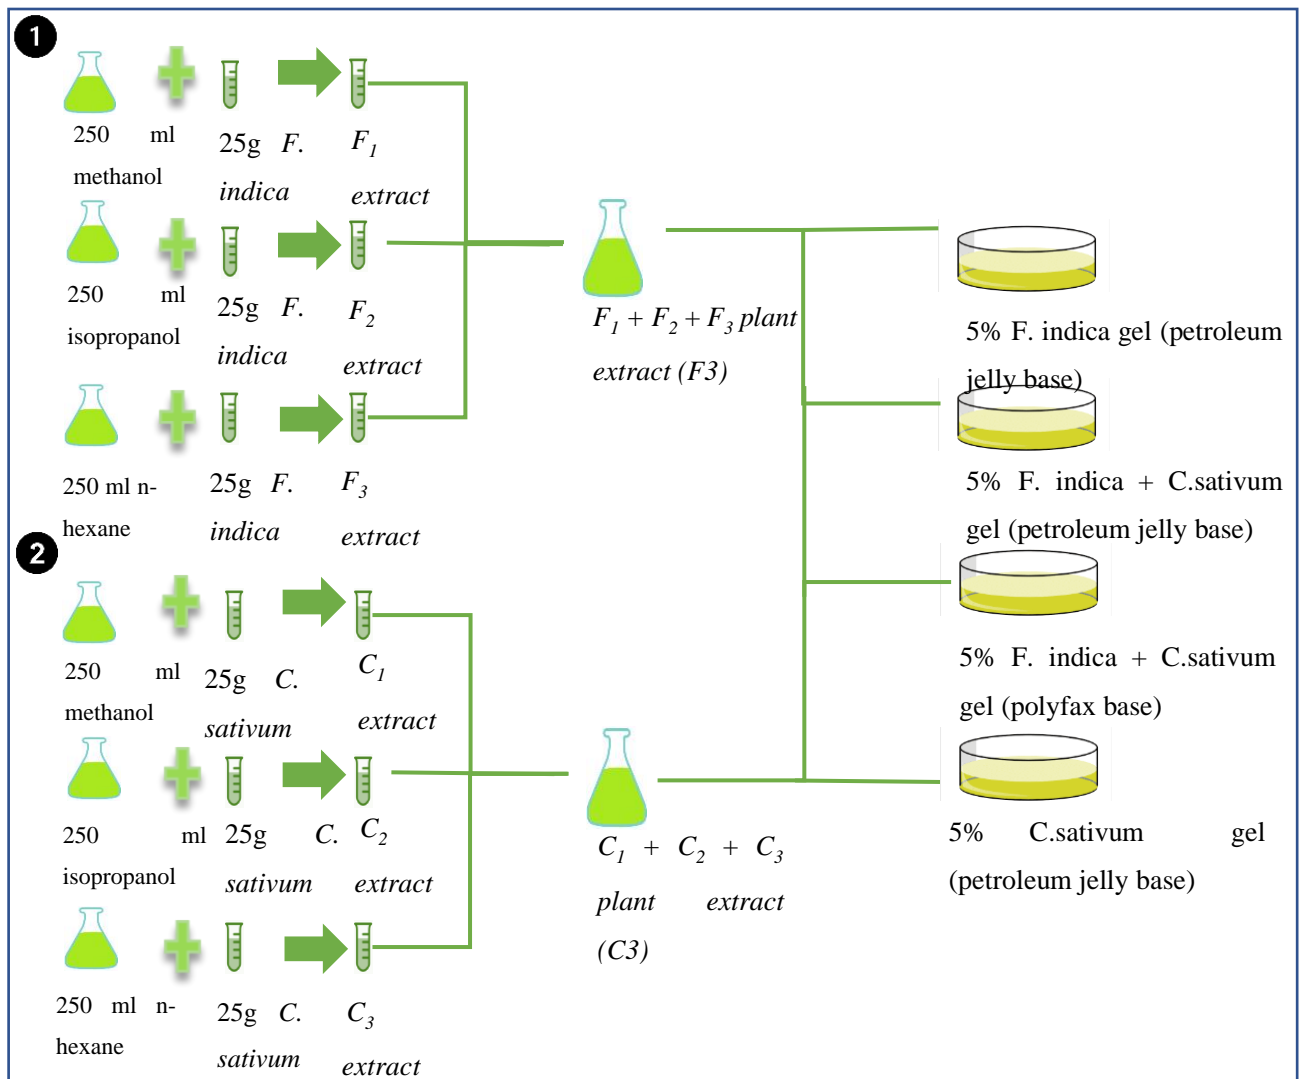 1
250 ml
methanol
25g F.
indica
F1
extract
250 ml
isopropanol
25g F.
indica
F2
extract
250 ml n-
hexane
25g F.
indica
F3
extract
F1 + F2 + F3 plant
extract (F3)
2
250 ml
methanol
25g C.
sativum
C1
extract
250 ml
isopropanol
25g C.
sativum
C2
extract
250 ml n-
hexane
25g C.
sativum
C3
extract
C1 + C2 + C3
plant extract
(C3)
5% F. indica gel (petroleum
jelly base)
5% F. indica + C.sativum
gel (petroleum jelly base)
5% F. indica + C.sativum
gel (polyfax base)
5% C.sativum gel
(petroleum jelly base)